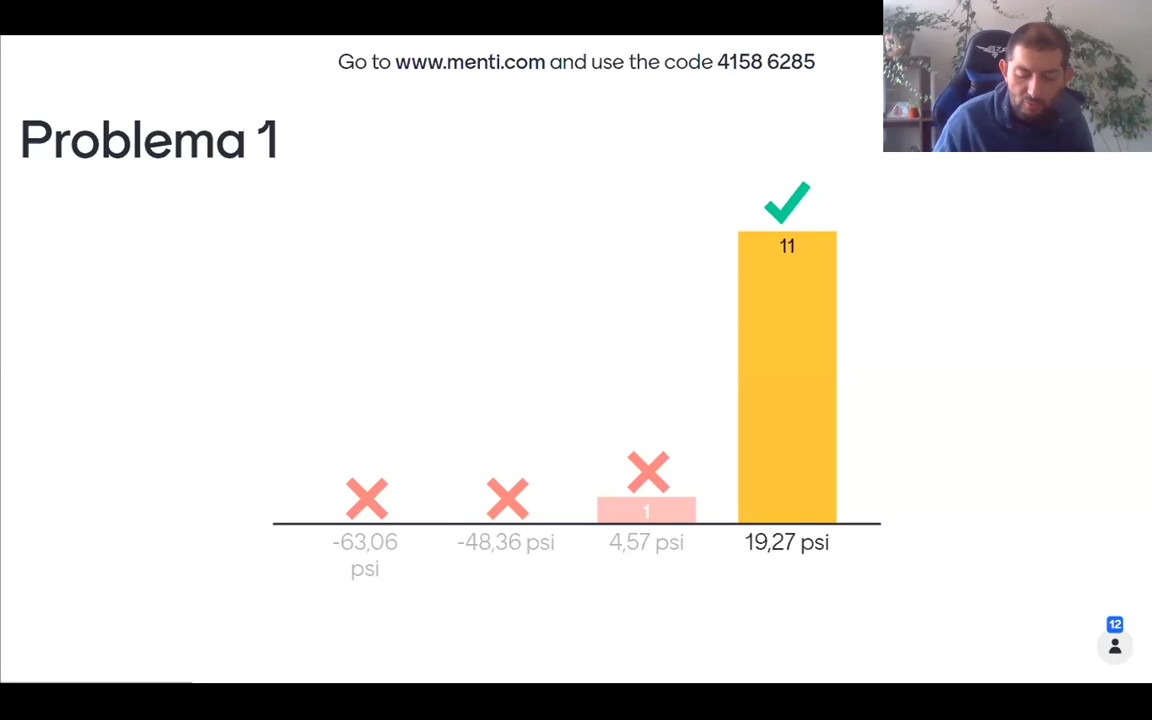 Go to www.menti.com and use the code 4158 6285
Problema 1
11
1
-63,06
psi
-48,36 psi
4,57 psi
19,27 psi
12